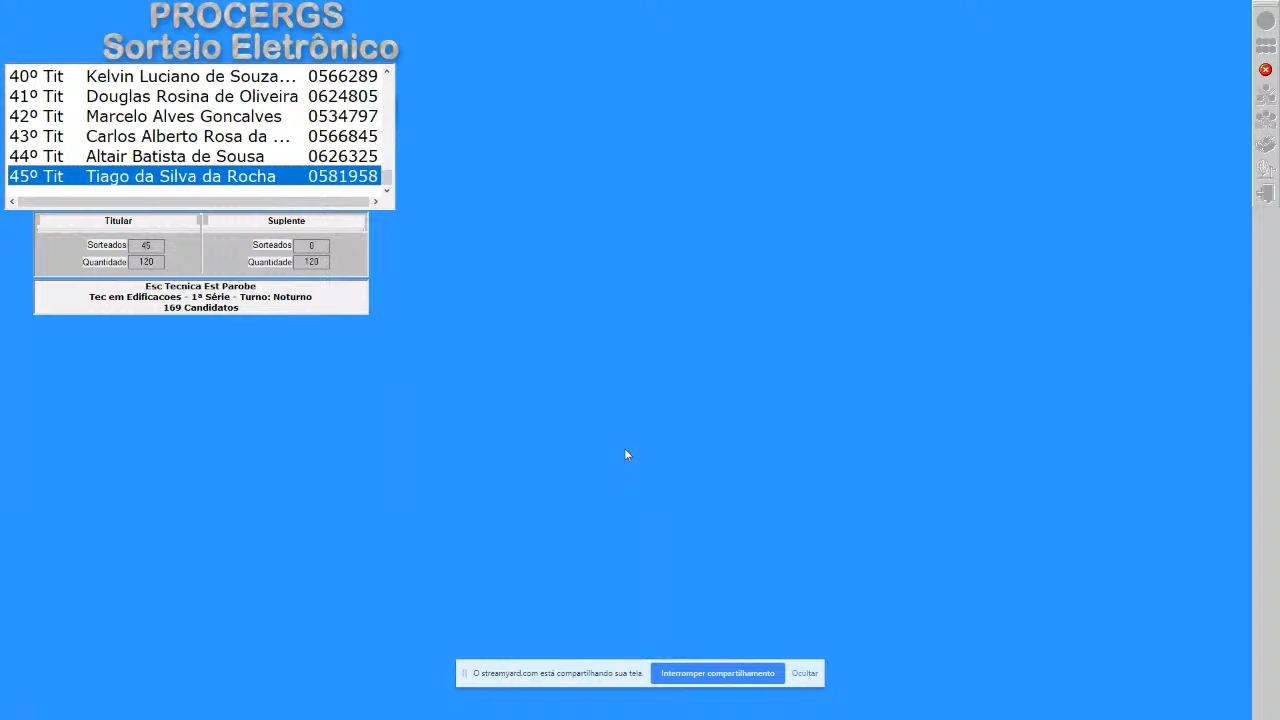 PROCERGS
Sorteio Eletrônico
40º Tit Kelvin Luciano de Souza... 0566289
41º Tit Douglas Rosina de Oliveira 0624805
42º Tit Marcelo Alves Goncalves 0534797
43º Tit Carlos Alberto Rosa da ... 0566845
44º Tit Altair Batista de Sousa 0626325
45º Tit Tiago da Silva da Rocha 0581958
Titular Suplente
Sorteados 45 Sorteados 0
Quantidade 120 Quantidade 120
Esc Tecnica Est Parobe
Tec em Edificacoes - 1ª Série - Turno: Noturno
169 Candidatos
O streamyard.com está compartilhando sua tela. Interromper compartilhamento Ocultar